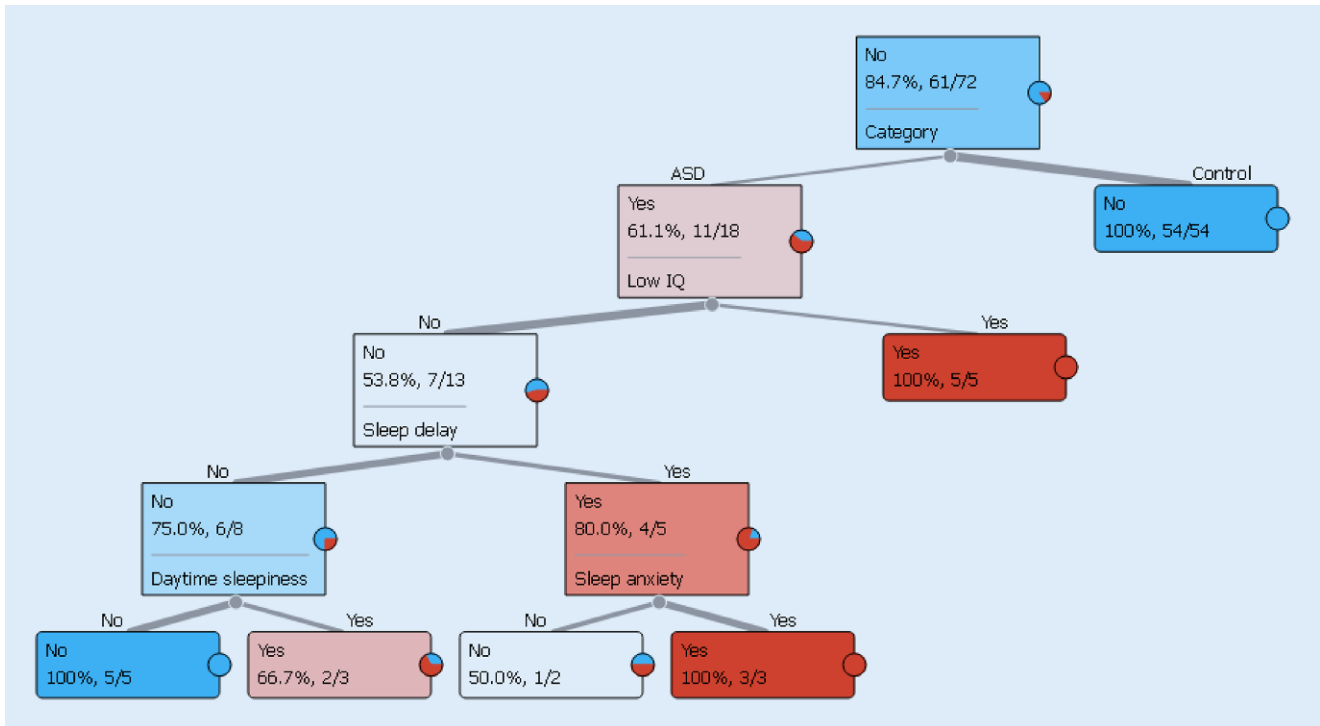 No
84.7%, 61/72
Category
ASD
Control
Yes
61.1%, 11/18
Low IQ
No
100%, 54/54
No
Yes
No
53.8%, 7/13
Sleep delay
Yes
100%, 5/5
No
Yes
No
75.0%, 6/8
Daytime sleepiness
Yes
80.0%, 4/5
Sleep anxiety
No
Yes
No
Yes
No
100%, 5/5
Yes
66.7%, 2/3
No
50.0%, 1/2
Yes
100%, 3/3